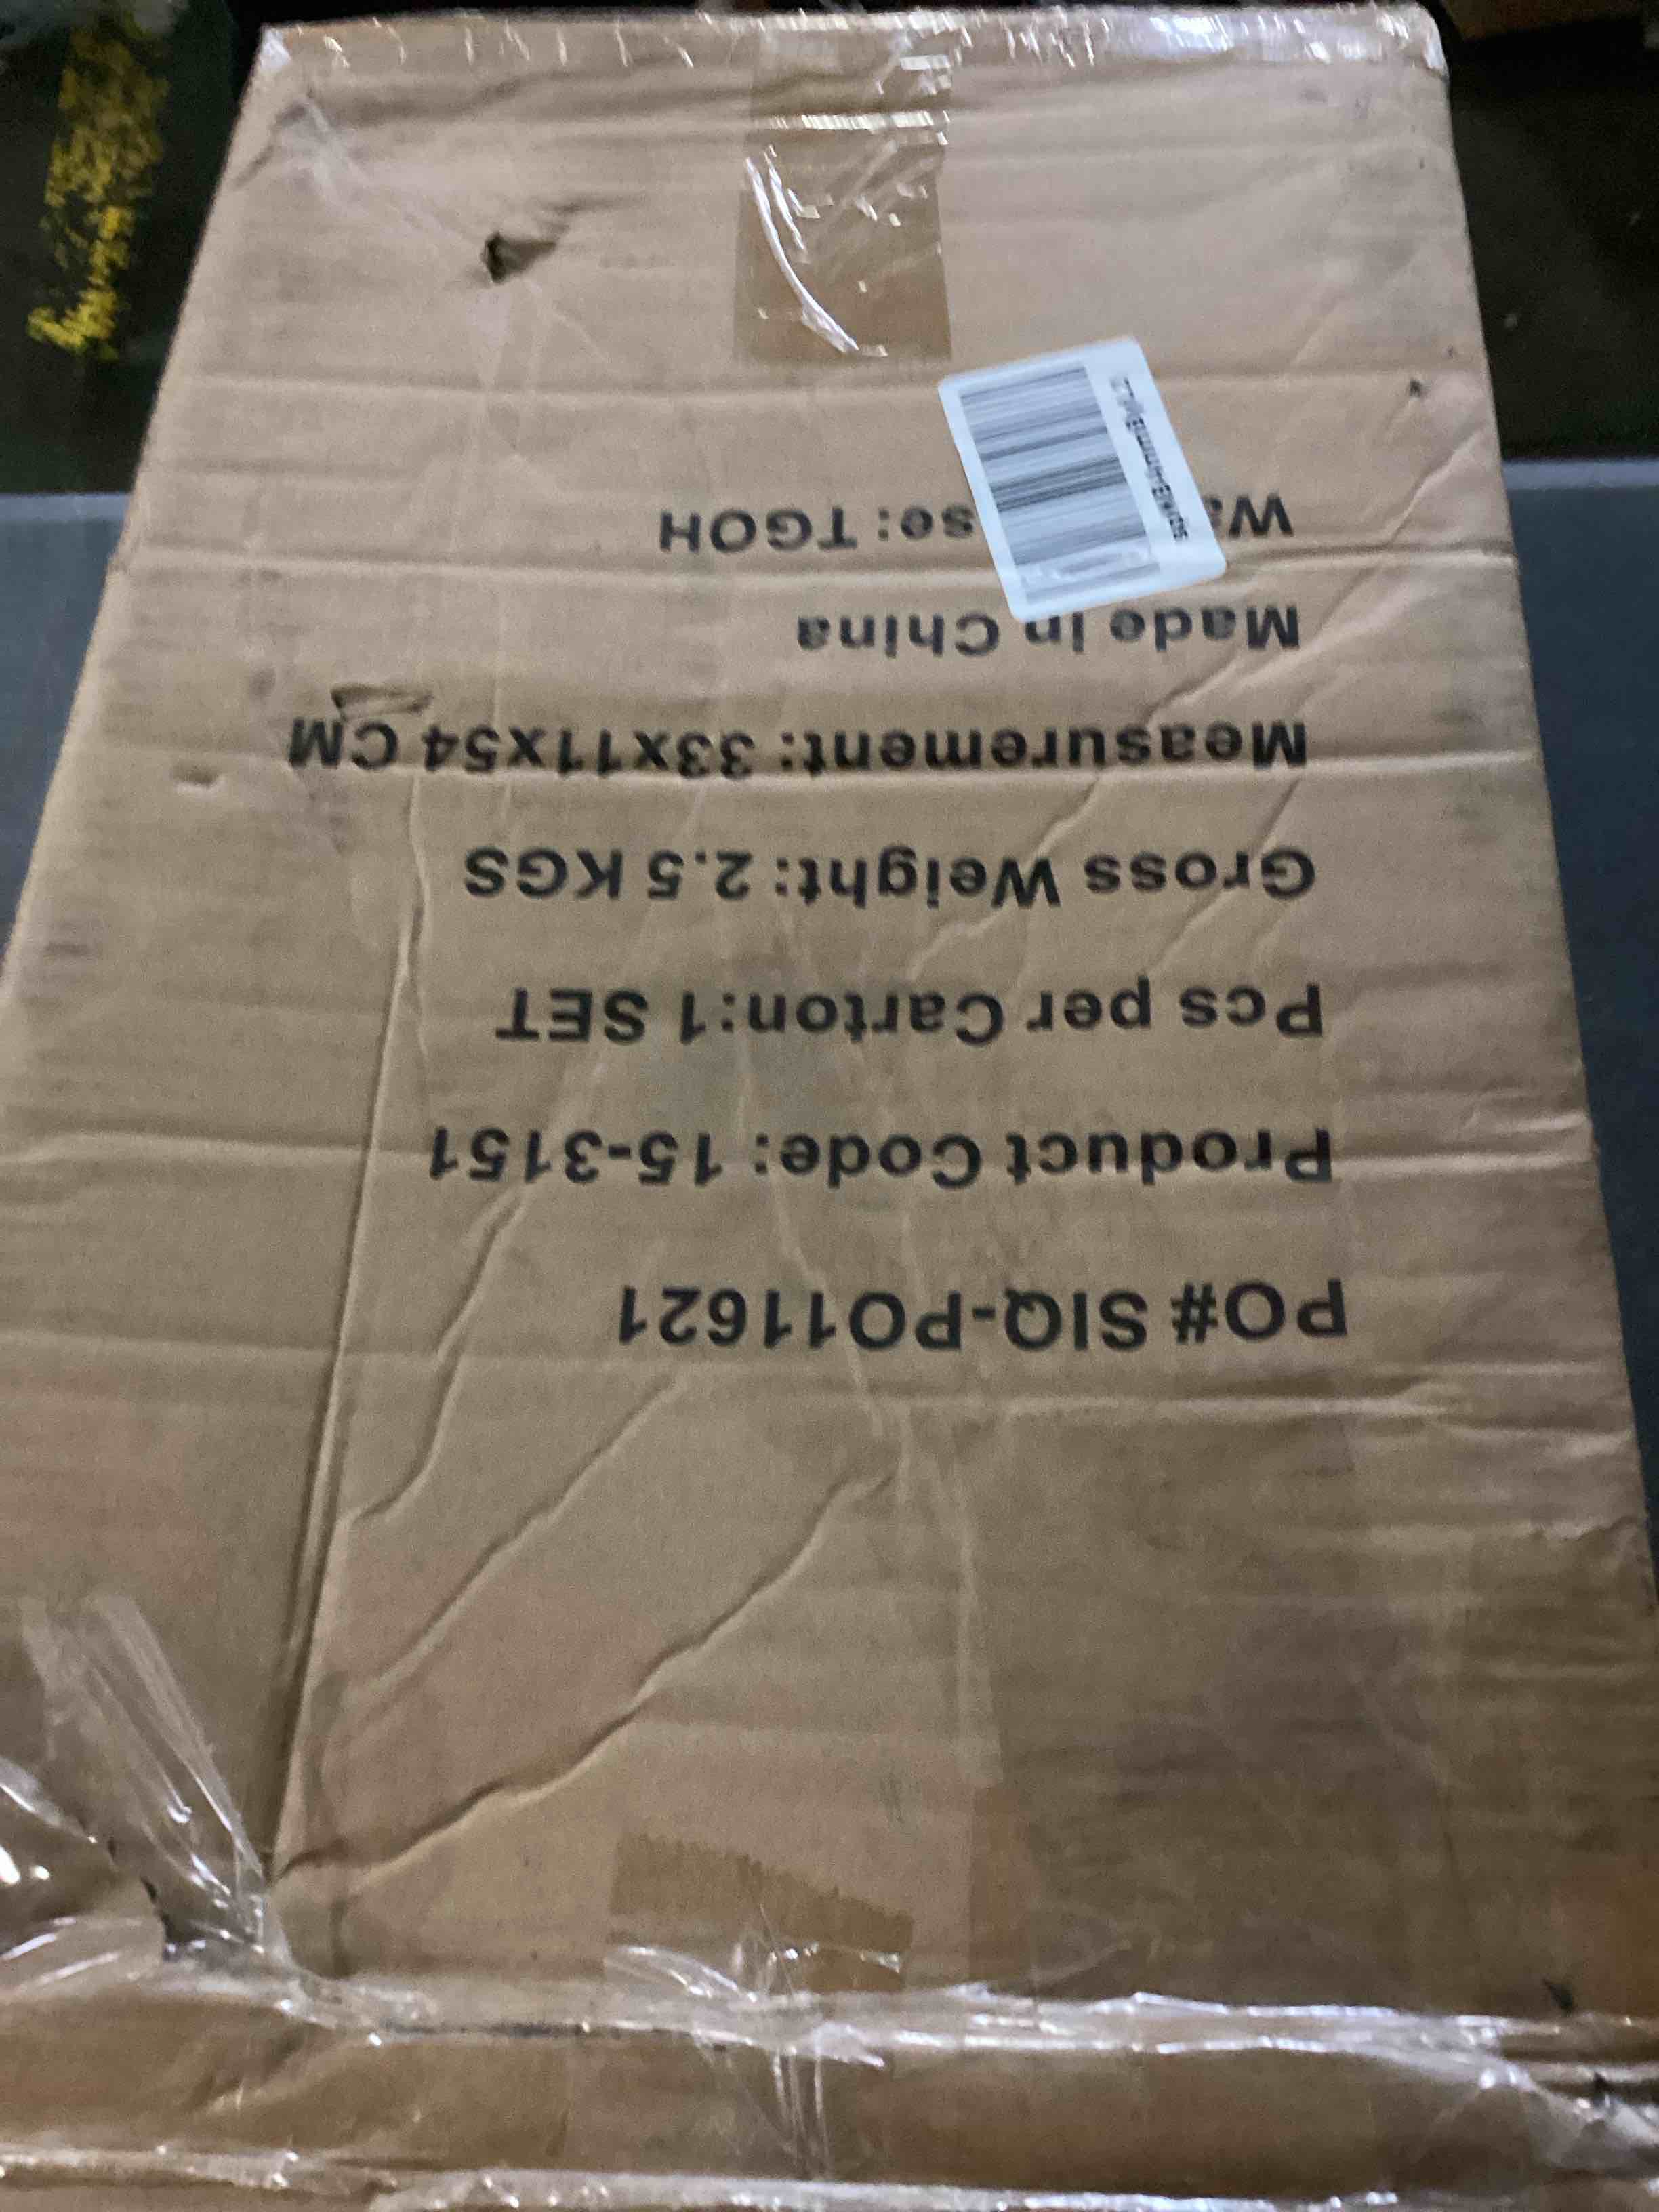 PO# SIQ-PO11621
Product Code: 15-3151
Pcs per Carton:1 SET
Gross Weight: 2.5 KGS
Measurement: 33x11x54 CM
Made in China
TGOH